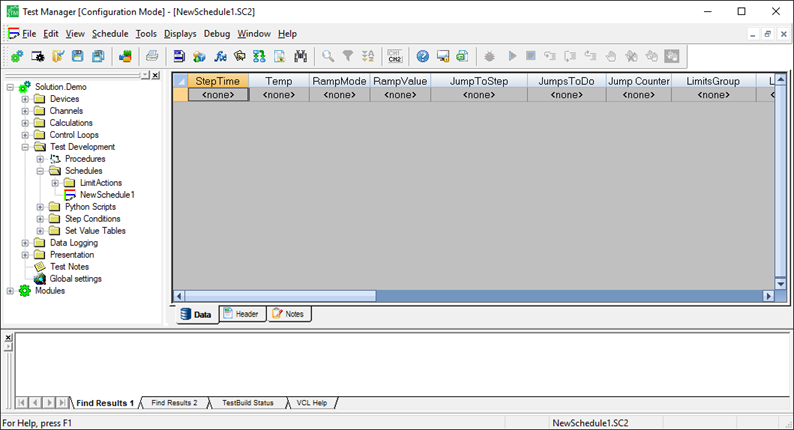 Test Manager [Configuration Mode] - [NewSchedule1.SC2]
File Edit View Schedule Tools Displays Debug Window Help
CH1
CH2
Solution.Demo
Devices
Channels
Calculations
Control Loops
Test Development
Procedures
Schedules
LimitActions
NewSchedule1
Python Scripts
Step Conditions
Set Value Tables
Data Logging
Presentation
Test Notes
Global settings
Modules
StepTime Temp RampMode RampValue JumpToStep JumpsToDo Jump Counter LimitsGroup
<none> <none> <none> <none> <none> <none> <none> <none>
Data Header Notes
Find Results 1 Find Results 2 TestBuild Status VCL Help
For Help, press F1 NewSchedule1.SC2